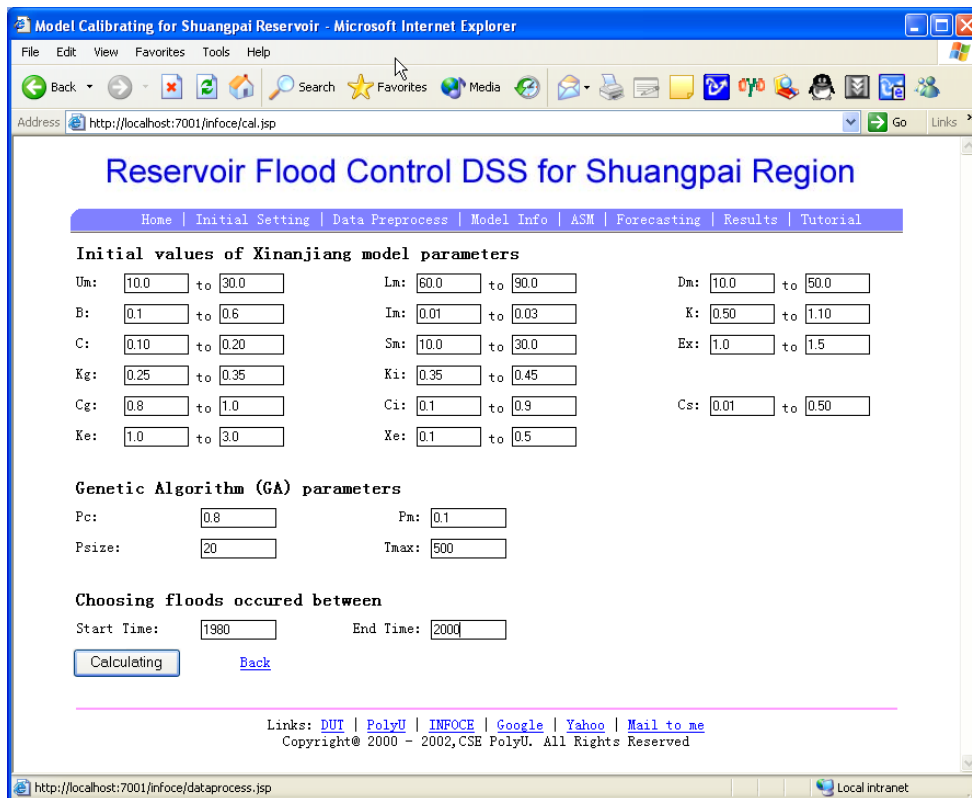 Model Calibrating for Shuangpai Reservoir - Microsoft Internet Explorer
File Edit View Favorites Tools Help
Back Search Favorites Media
Address http://localhost:7001/infoce/cal.jsp Go Links
Reservoir Flood Control DSS for Shuangpai Region
Home | Initial Setting | Data Preprocess | Model Info | ASM | Forecasting | Results | Tutorial
Initial values of Xinanjiang model parameters
Um: 10.0 to 30.0 Lm: 60.0 to 90.0 Dm: 10.0 to 50.0
B: 0.1 to 0.6 Im: 0.01 to 0.03 K: 0.50 to 1.10
C: 0.10 to 0.20 Sm: 10.0 to 30.0 Ex: 1.0 to 1.5
Kg: 0.25 to 0.35 Ki: 0.35 to 0.45
Cg: 0.8 to 1.0 Ci: 0.1 to 0.9 Cs: 0.01 to 0.50
Ke: 1.0 to 3.0 Xe: 0.1 to 0.5
Genetic Algorithm (GA) parameters
Pc: 0.8 Pm: 0.1
Psize: 20 Tmax: 500
Choosing floods occured between
Start Time: 1980 End Time: 2000
Calculating Back
Links: DUT | PolyU | INFOCE | Google | Yahoo | Mail to me
Copyright@ 2000 - 2002,CSE PolyU. All Rights Reserved
http://localhost:7001/infoce/dataprocess.jsp Local intranet